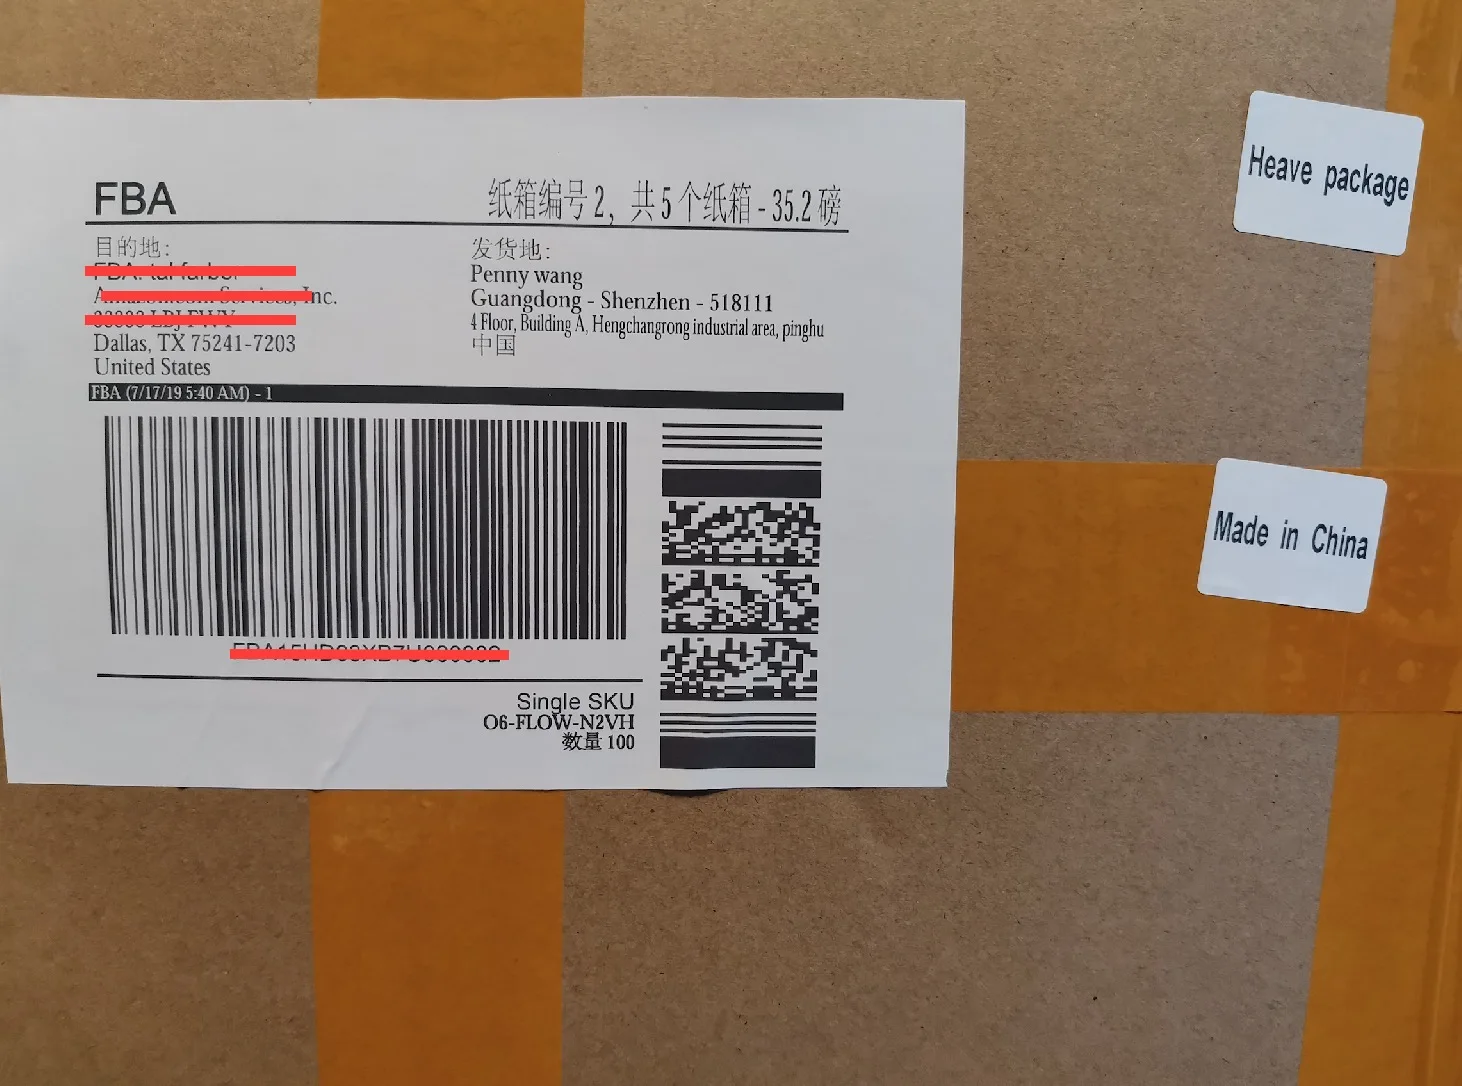 FBA
纸箱编号 2, 共 5 个纸箱 - 35.2 磅
目的地:
Inc.
Dallas, TX 75241-7203
United States
发货地:
Penny wang
Guangdong - Shenzhen - 518111
4 Floor, Building A, Hengchangrong industrial area, pinghu
中国
FBA (7/17/19 5:40 AM) - 1
Single SKU
O6-FLOW-N2VH
数量 100
Heave package
Made in China